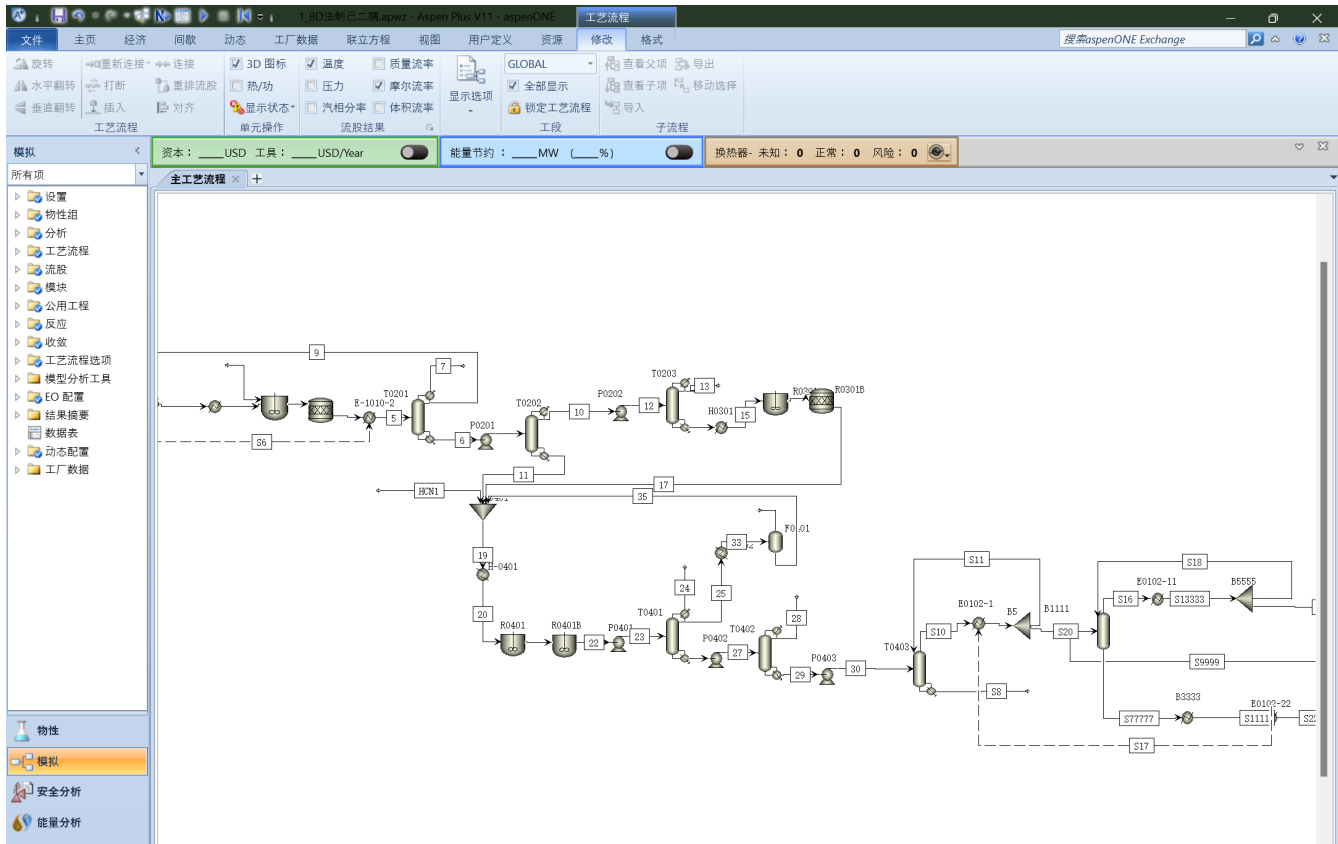 1_BD法制己二腈.apwz - Aspen Plus V11 - aspenONE
工艺流程
文件 主页 经济 间歇 动态 工厂数据 联立方程 视图 用户定义 资源 修改 格式
搜索aspenONE Exchange
旋转 重新连接 连接 3D 图标 温度 质量流率 GLOBAL 查看父项 导出
水平翻转 打断 重排流股 热/功 压力 摩尔流率 显示选项 全部显示 查看子项 移动选择
垂直翻转 插入 对齐 显示状态 汽相分率 体积流率 锁定工艺流程 导入
工艺流程 单元操作 流股结果 工段 子流程
模拟
资本: ____USD 工具: ____USD/Year
能量节约: ____MW (____%)
换热器- 未知: 0 正常: 0 风险: 0
所有项
主工艺流程
设置
物性组
分析
工艺流程
流股
模块
公用工程
反应
收敛
工艺流程选项
模型分析工具
EO 配置
结果摘要
数据表
动态配置
工厂数据
物性
模拟
安全分析
能量分析
9
7
T0201
E-1010-2
5
6
P0201
S6
T0202
10
P0202
12
T0203
13
H0301
15
R0301B
11
17
35
HCN1
19
H-0401
20
R0401
R0401B
22
P0401
23
T0401
24
25
33
P0402
27
T0402
28
29
P0403
30
T0403
S8
S10
S11
E0102-1
B5
B1111
S20
S16
E0102-11
S13333
B5555
S18
S9999
S77777
B3333
S1111
E0102-22
S17